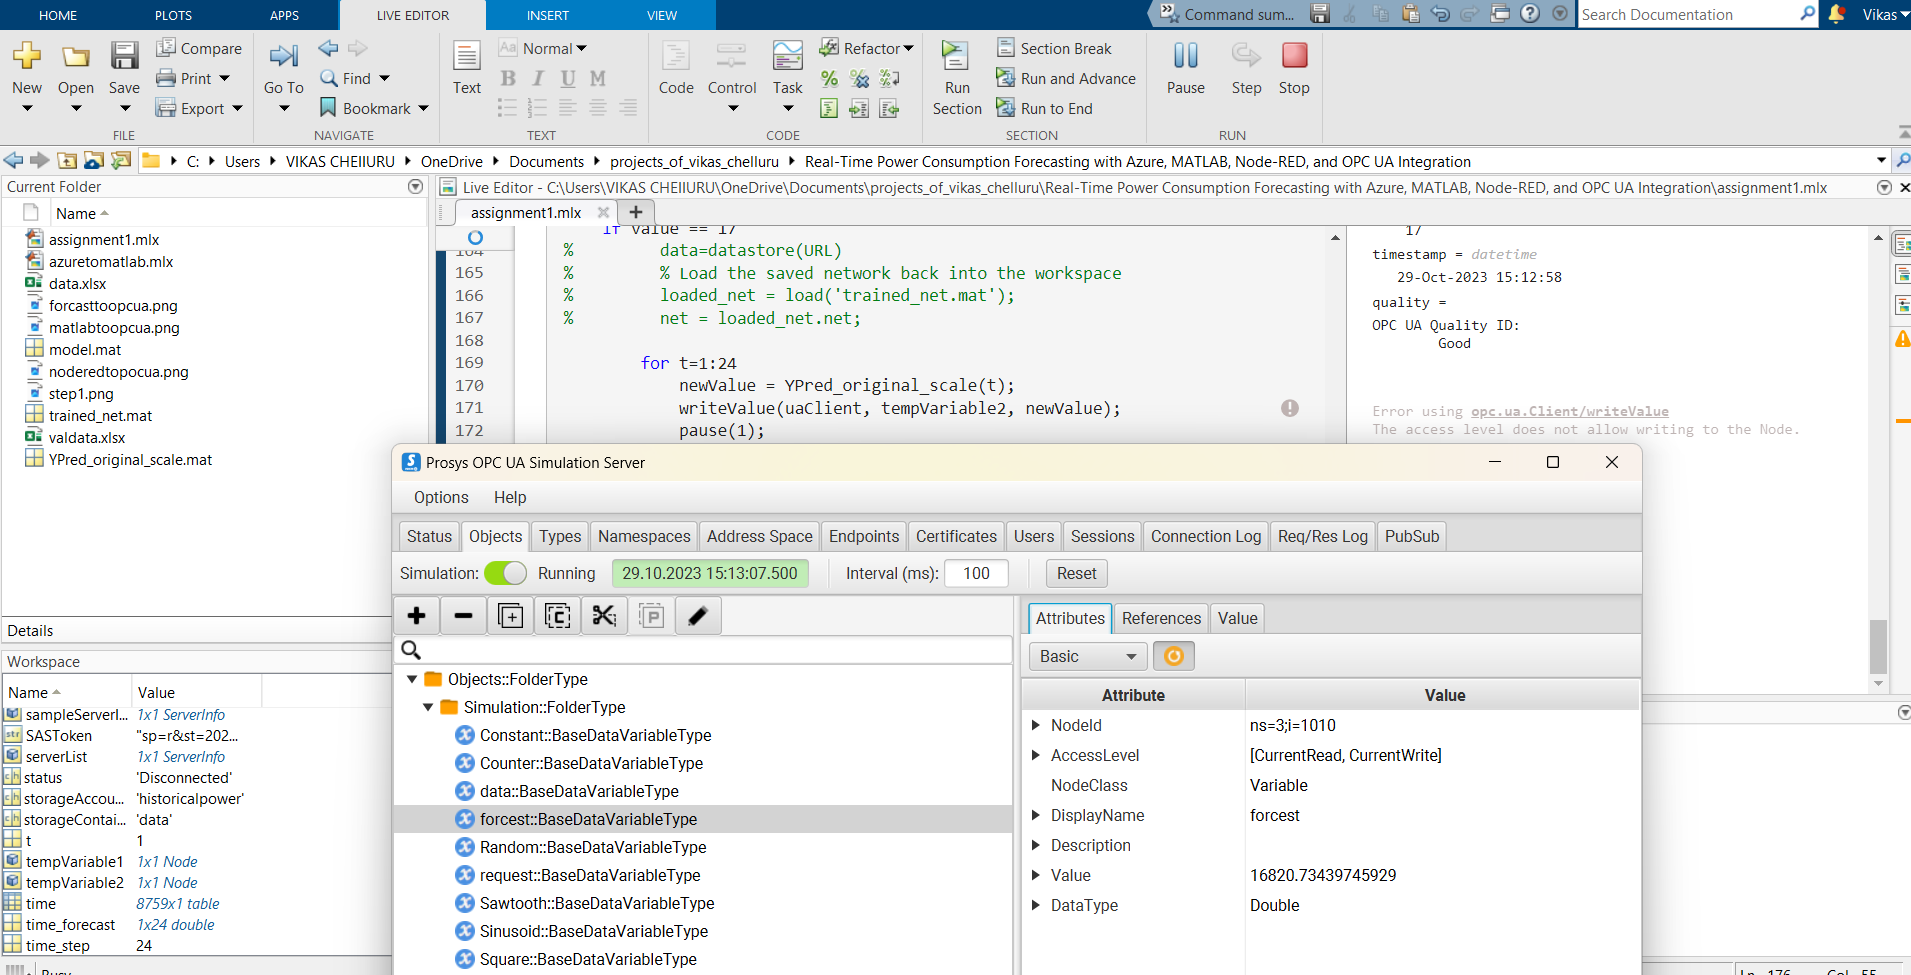 HOME PLOTS APPS LIVE EDITOR INSERT VIEW Command sum... Search Documentation Vikas
New Open Save Compare Print Export Go To Find Bookmark Text Aa Normal B I U M Code Control Task Refactor Run Section Section Break Run and Advance Run to End Pause Step Stop
FILE NAVIGATE TEXT CODE SECTION RUN
C: Users VIKAS CHEIIURU OneDrive Documents projects_of_vikas_chelluru Real-Time Power Consumption Forecasting with Azure, MATLAB, Node-RED, and OPC UA Integration
Current Folder
Name
assignment1.mlx
azuretomatlab.mlx
data.xlsx
forcasttoopcua.png
matlabtoopcua.png
model.mat
noderedtopocua.png
step1.png
trained_net.mat
valdata.xlsx
YPred_original_scale.mat
Details
Workspace
Name Value
sampleServerI... 1x1 ServerInfo
SASToken "sp=r&st=202...
serverList 1x1 ServerInfo
status 'Disconnected'
storageAccou... 'historicalpower'
storageContai... 'data'
t 1
tempVariable1 1x1 Node
tempVariable2 1x1 Node
time 8759x1 table
time_forecast 1x24 double
time_step 24
Busy
Live Editor - C:\Users\VIKAS CHEIIURU\OneDrive\Documents\projects_of_vikas_chelluru\Real-Time Power Consumption Forecasting with Azure, MATLAB, Node-RED, and OPC UA Integration\assignment1.mlx
assignment1.mlx
if value == 17
164 % data=datastore(URL)
165 % % Load the saved network back into the workspace
166 % loaded_net = load('trained_net.mat');
167 % net = loaded_net.net;
168
169 for t=1:24
170 newValue = YPred_original_scale(t);
171 writeValue(uaClient, tempVariable2, newValue);
172 pause(1);
17
timestamp = datetime
29-Oct-2023 15:12:58
quality =
OPC UA Quality ID:
Good
Error using opc.ua.Client/writeValue
The access level does not allow writing to the Node.
Prosys OPC UA Simulation Server
Options Help
Status Objects Types Namespaces Address Space Endpoints Certificates Users Sessions Connection Log Req/Res Log PubSub
Simulation: Running 29.10.2023 15:13:07.500 Interval (ms): 100 Reset
Objects::FolderType
Simulation::FolderType
Constant::BaseDataVariableType
Counter::BaseDataVariableType
data::BaseDataVariableType
forcest::BaseDataVariableType
Random::BaseDataVariableType
request::BaseDataVariableType
Sawtooth::BaseDataVariableType
Sinusoid::BaseDataVariableType
Square::BaseDataVariableType
Attributes References Value
Basic
Attribute Value
NodeId ns=3;i=1010
AccessLevel [CurrentRead, CurrentWrite]
NodeClass Variable
DisplayName forcest
Description
Value 16820.73439745929
DataType Double
Ln 176 Col 55